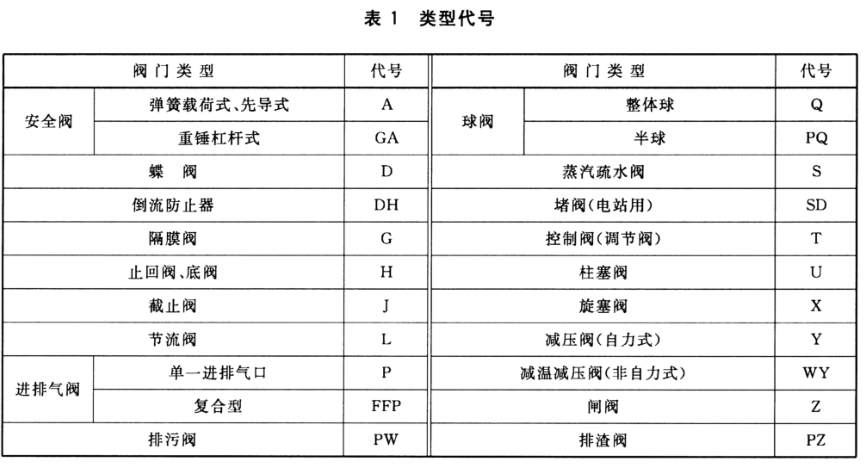 表 1 类型代号
阀门类型 代号 阀门类型 代号
安全阀 弹簧载荷式、先导式 A 球阀 整体球 Q
重锤杠杆式 GA 半球 PQ
蝶 阀 D 蒸汽疏水阀 S
倒流防止器 DH 堵阀(电站用) SD
隔膜阀 G 控制阀(调节阀) T
止回阀、底阀 H 柱塞阀 U
截止阀 J 旋塞阀 X
节流阀 L 减压阀(自力式) Y
进排气阀 单一进排气口 P 减温减压阀(非自力式) WY
复合型 FFP 闸阀 Z
排污阀 PW 排渣阀 PZ